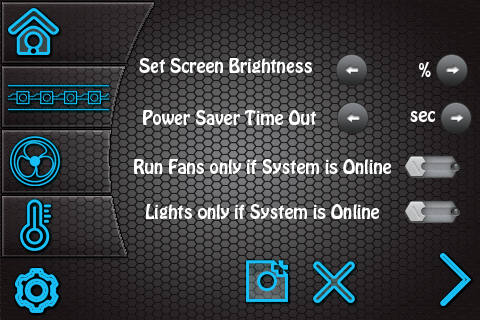 Set Screen Brightness %
Power Saver Time Out sec
Run Fans only if System is Online
Lights only if System is Online